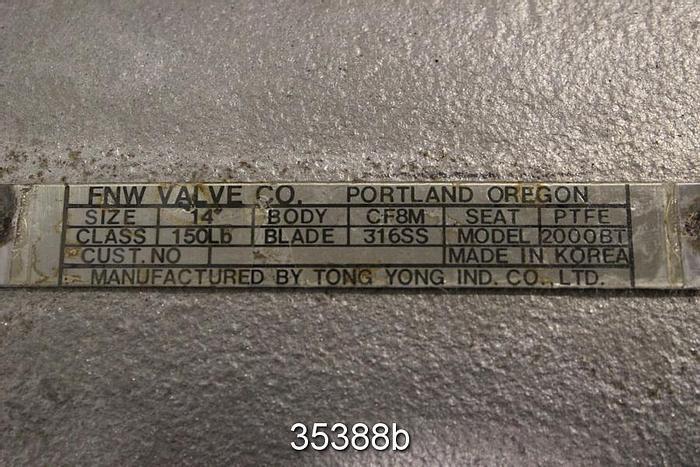 FNW VALVE CO. PORTLAND OREGON
SIZE 14" BODY CF8M SEAT PTFE
CLASS 150Lb BLADE 316SS MODEL 2000BT
CUST. NO MADE IN KOREA
MANUFACTURED BY TONG YONG IND. CO., LTD.
35388b